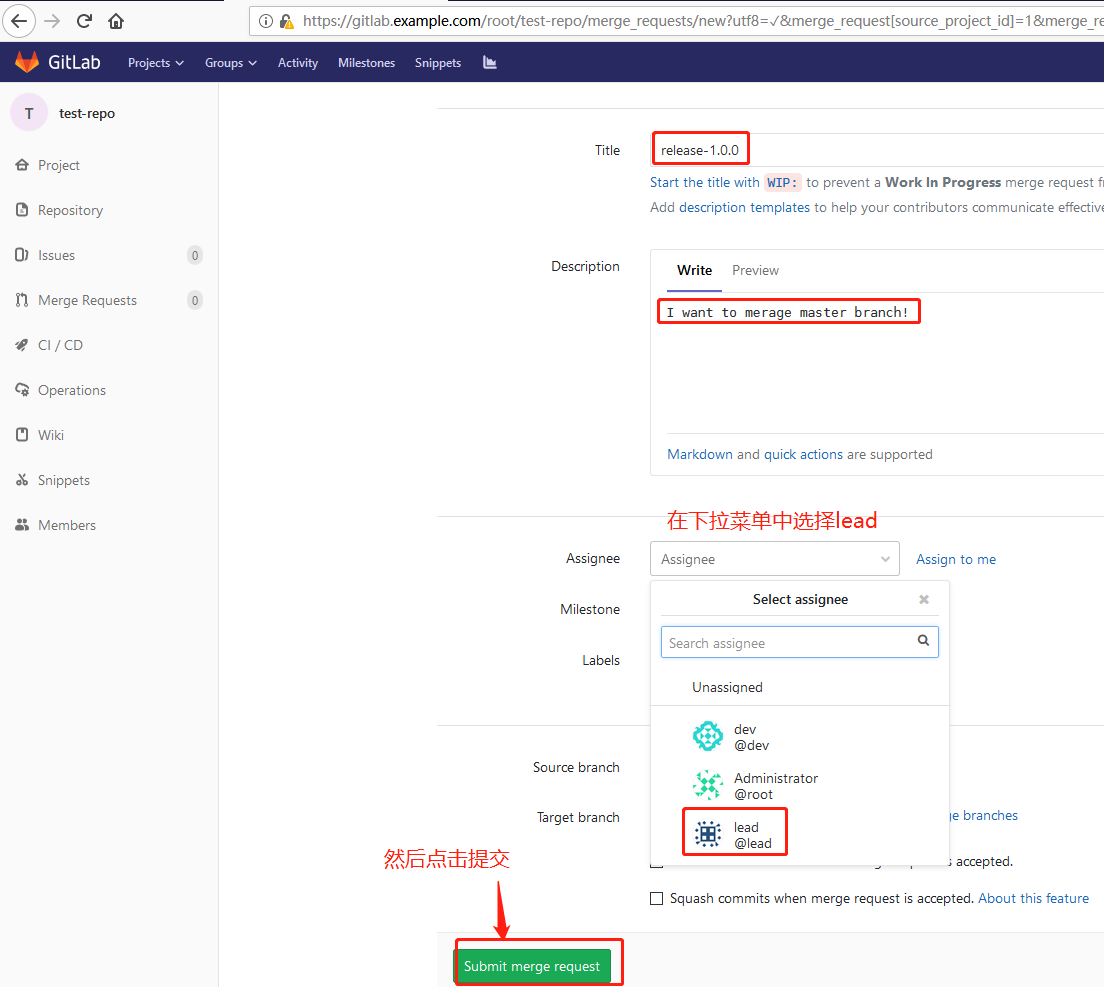 https://gitlab.example.com/root/test-repo/merge_requests/new?utf8=✓&merge_request[source_project_id]=1&merge_re
GitLab Projects Groups Activity Milestones Snippets
T test-repo
Project
Repository
Issues 0
Merge Requests 0
CI / CD
Operations
Wiki
Snippets
Members
Title release-1.0.0
Start the title with WIP: to prevent a Work In Progress merge request f
Add description templates to help your contributors communicate effective
Description Write Preview
I want to merage master branch!
Markdown and quick actions are supported
在下拉菜单中选择lead
Assignee Assignee Assign to me
Select assignee
Milestone
Search assignee
Labels
Unassigned
dev
@dev
Source branch
Administrator
@root
Target branch branches
lead
@lead
然后点击提交
accepted.
Squash commits when merge request is accepted. About this feature
Submit merge request